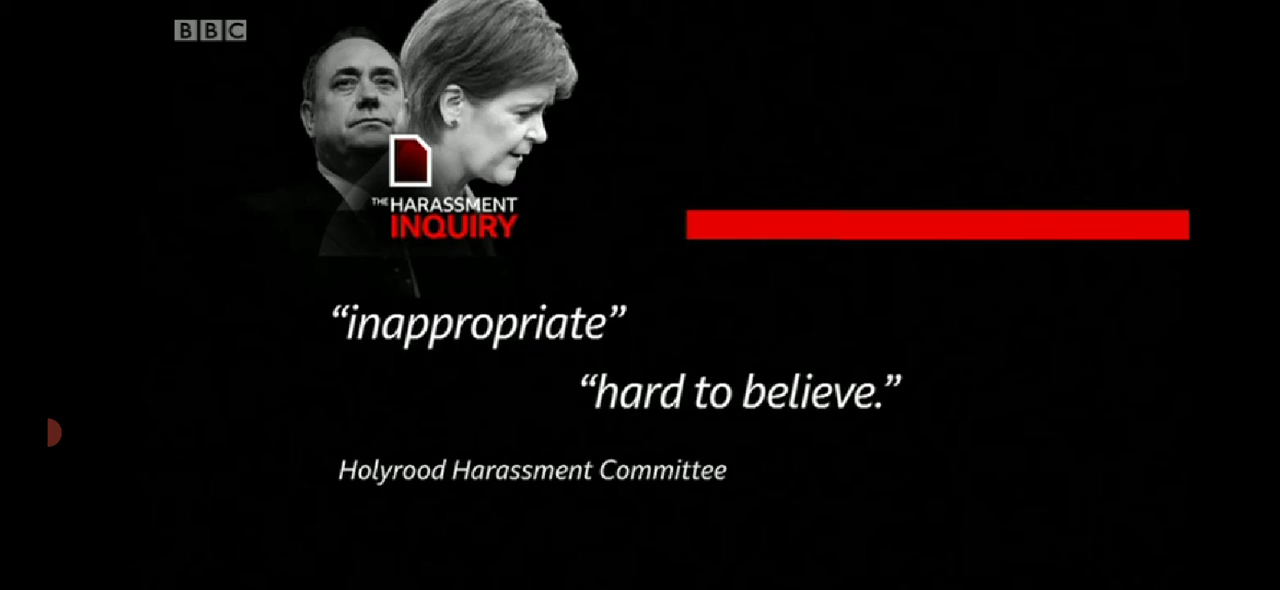 BBC
THE HARASSMENT
INQUIRY
“inappropriate”
“hard to believe.”
Holyrood Harassment Committee